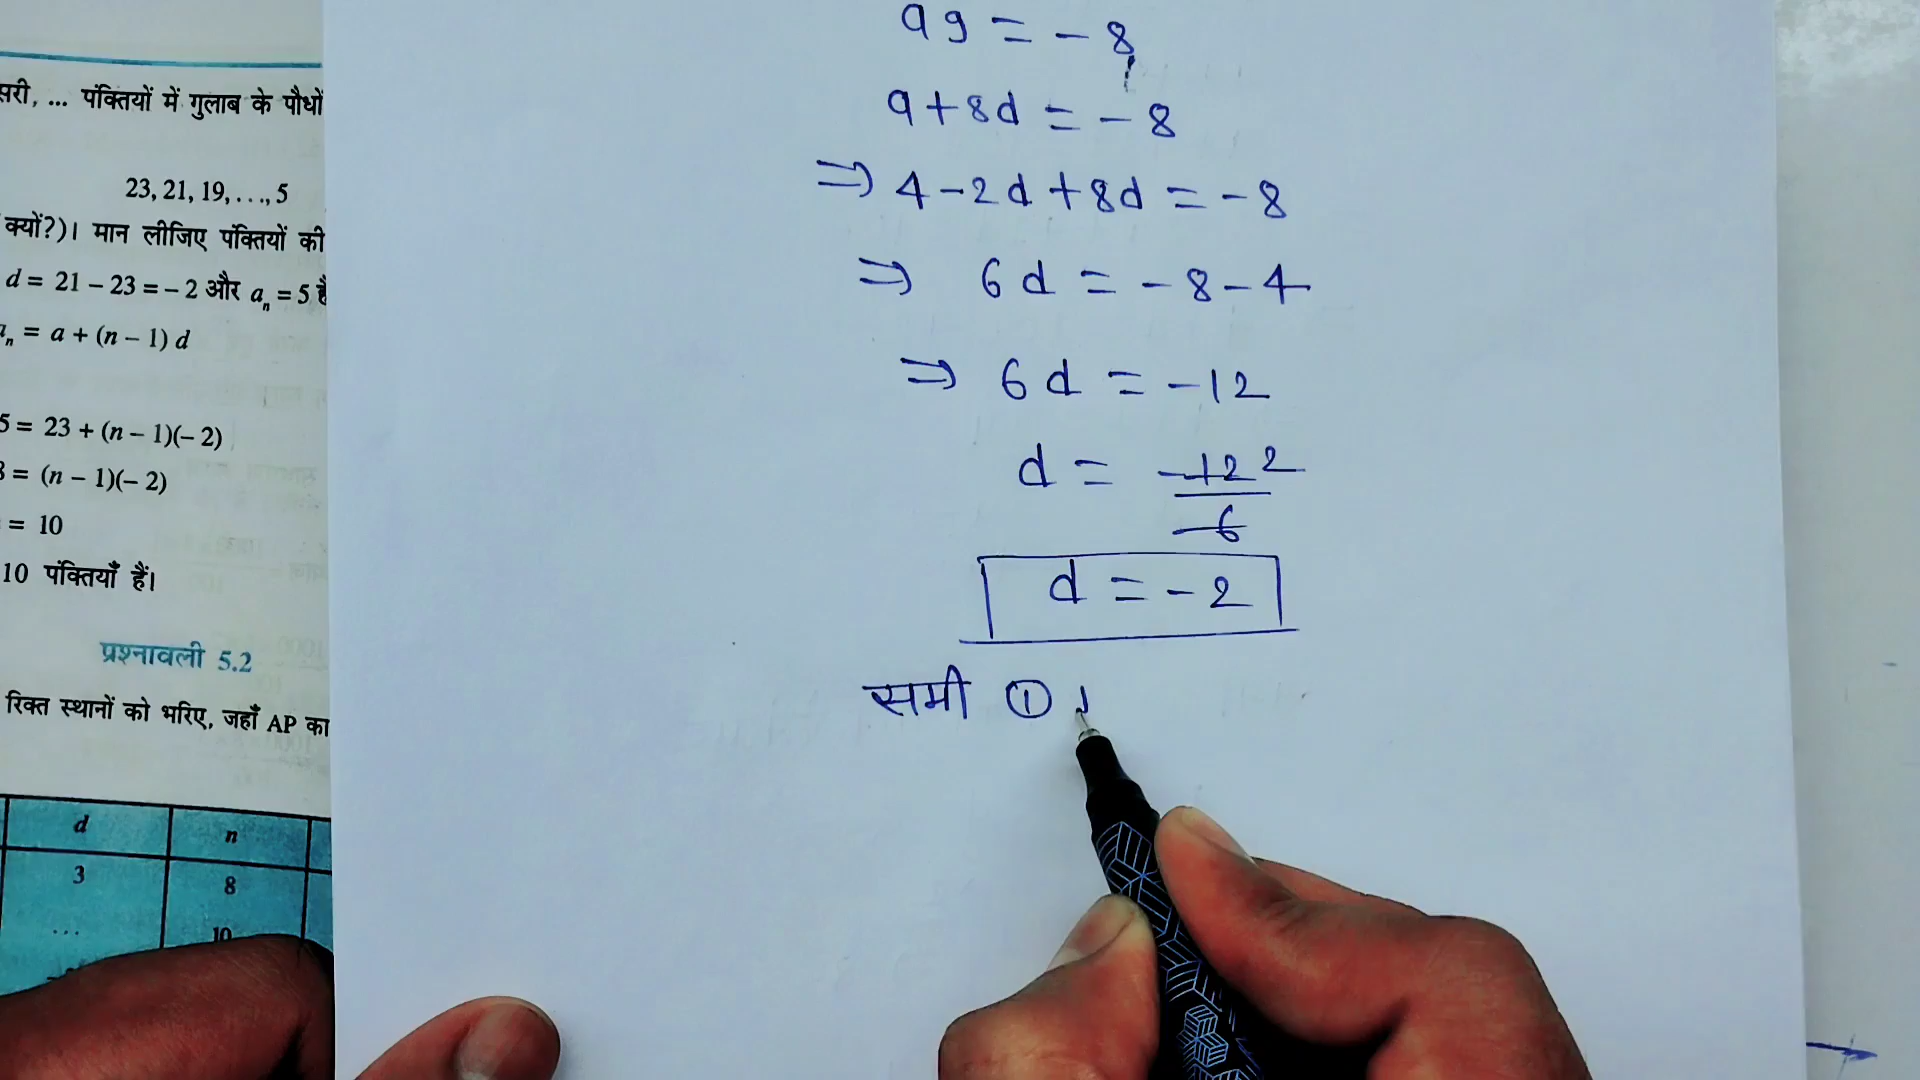 सरी, ... पंक्तियों में गुलाब के पौधों
23, 21, 19, . . ., 5
क्यों?)। मान लीजिए पंक्तियों की
d = 21 – 23 = – 2 और aₙ = 5 है
aₙ = a + (n – 1) d
5 = 23 + (n – 1)(– 2)
= (n – 1)(– 2)
= 10
10 पंक्तियाँ हैं।
प्रश्नावली 5.2
रिक्त स्थानों को भरिए, जहाँ AP का
d n
3 8
... 10
a9 = - 8
a + 8d = - 8
⇒ 4 - 2d + 8d = - 8
⇒ 6d = - 8 - 4
⇒ 6d = - 12
d = -12 2
6
d = - 2
समी ①